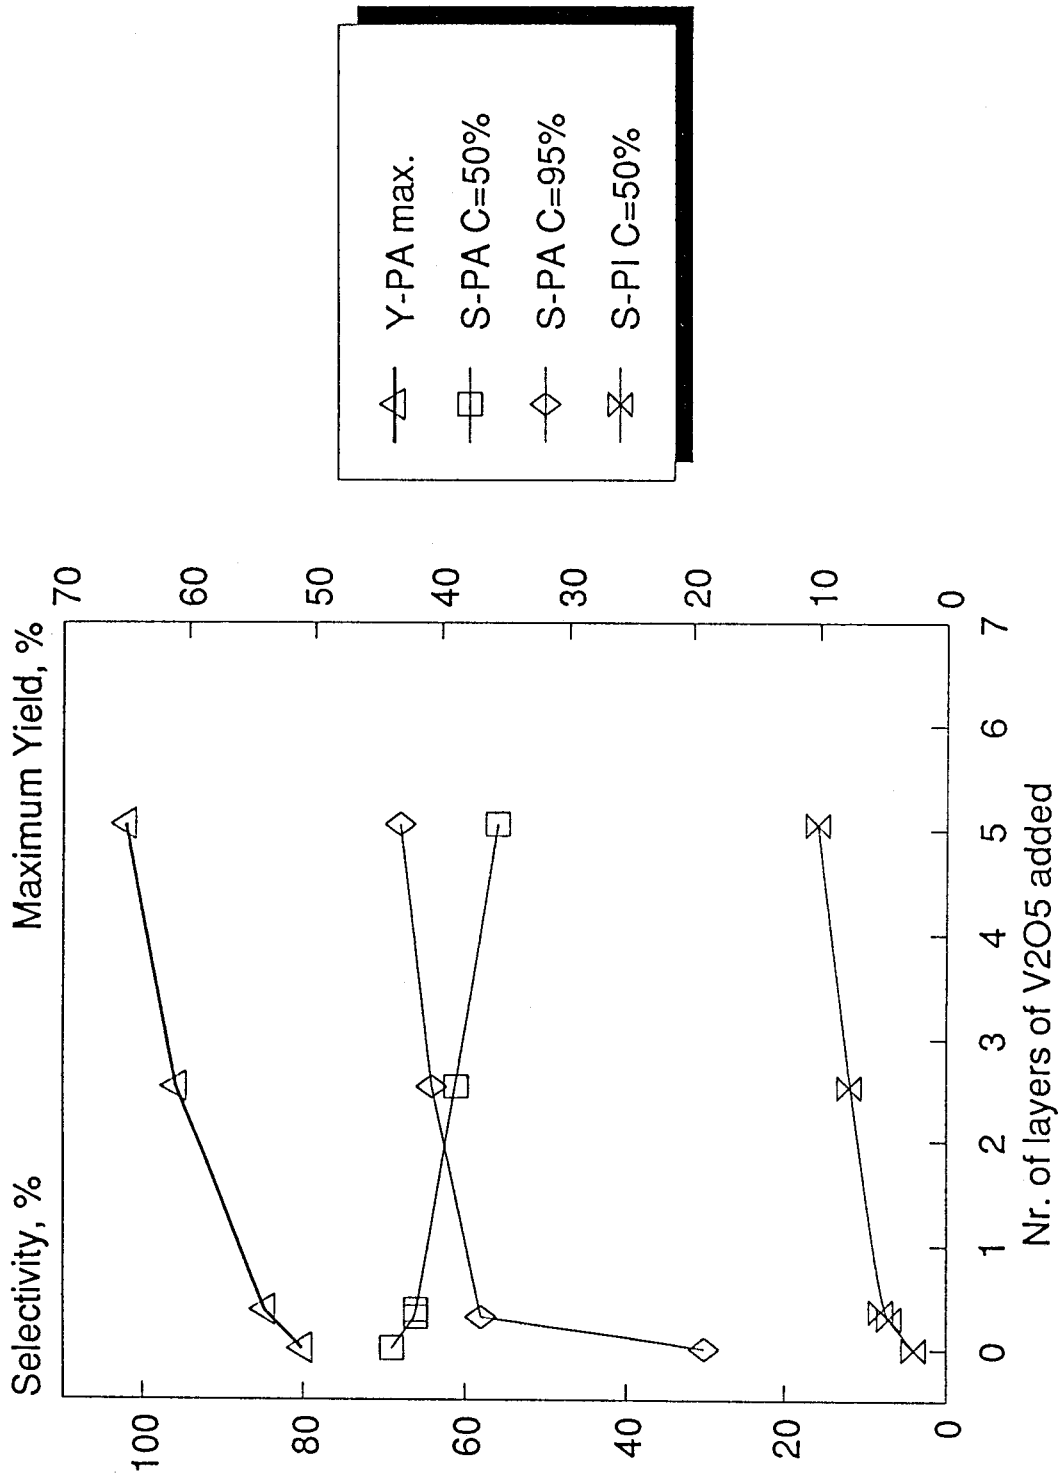 Selectivity, %
Maximum Yield, %
100
80
60
40
20
0
70
60
50
40
30
20
10
0
0 1 2 3 4 5 6 7
Nr. of layers of V2O5 added
Y-PA max.
S-PA C=50%
S-PA C=95%
S-PI C=50%